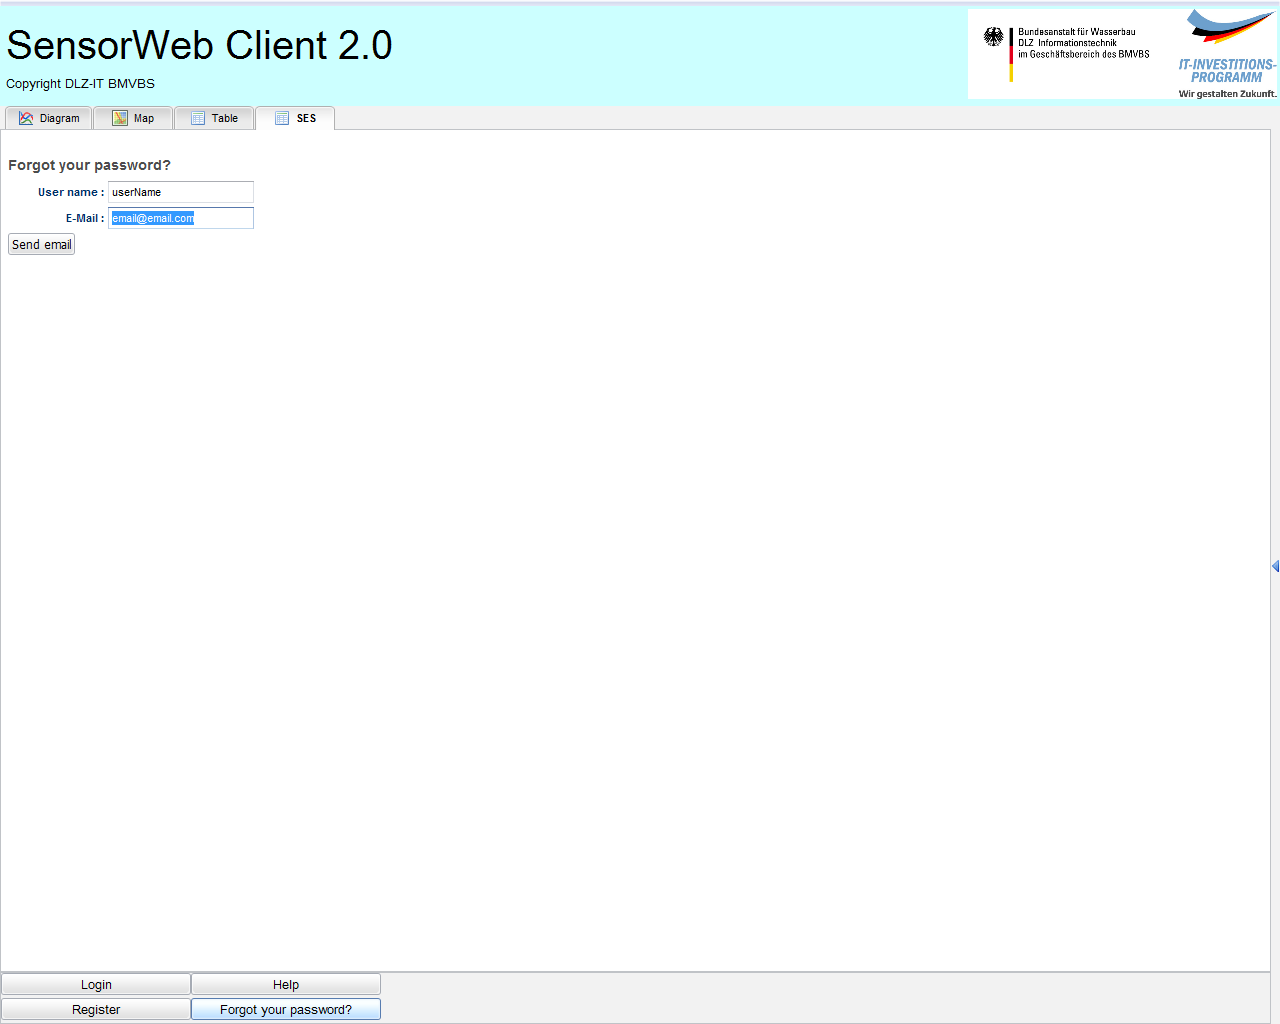 SensorWeb Client 2.0
Copyright DLZ-IT BMVBS
Bundesanstalt für Wasserbau
DLZ Informationstechnik
im Geschäftsbereich des BMVBS
IT-INVESTITIONS-
PROGRAMM
Wir gestalten Zukunft.
Diagram Map Table SES
Forgot your password?
User name : userName
E-Mail : email@email.com
Send email
Login Help
Register Forgot your password?